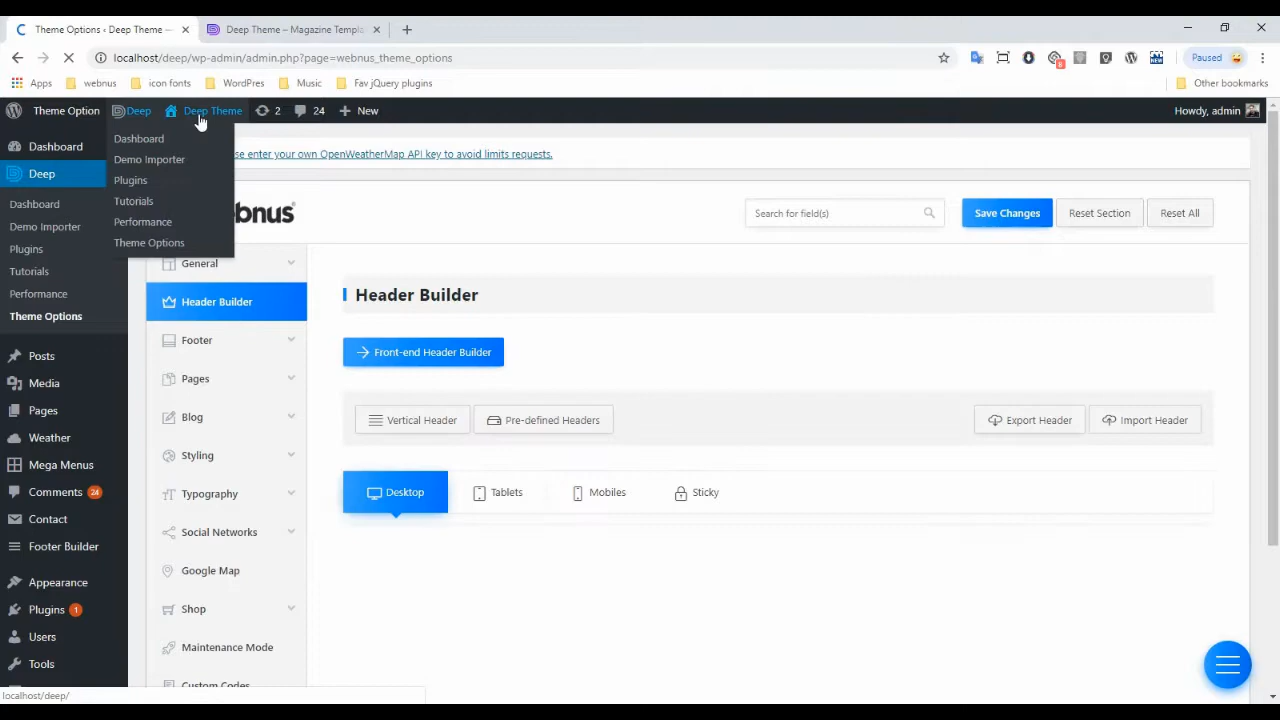 Theme Options ‹ Deep Theme —
Deep Theme – Magazine Templa
localhost/deep/wp-admin/admin.php?page=webnus_theme_options
Paused
Apps
webnus
icon fonts
WordPres
Music
Fav jQuery plugins
Other bookmarks
Theme Option
Deep
Deep Theme
2
24
New
Howdy, admin
Dashboard
Deep
Dashboard
Demo Importer
Plugins
Tutorials
Performance
Theme Options
Posts
Media
Pages
Weather
Mega Menus
Comments 24
Contact
Footer Builder
Appearance
Plugins 1
Users
Tools
localhost/deep/
Dashboard
Demo Importer
Plugins
Tutorials
Performance
Theme Options
se enter your own OpenWeatherMap API key to avoid limits requests.
bnus
Search for field(s)
Save Changes
Reset Section
Reset All
General
Header Builder
Footer
Pages
Blog
Styling
Typography
Social Networks
Google Map
Shop
Maintenance Mode
Custom Codes
Header Builder
Front-end Header Builder
Vertical Header
Pre-defined Headers
Export Header
Import Header
Desktop
Tablets
Mobiles
Sticky